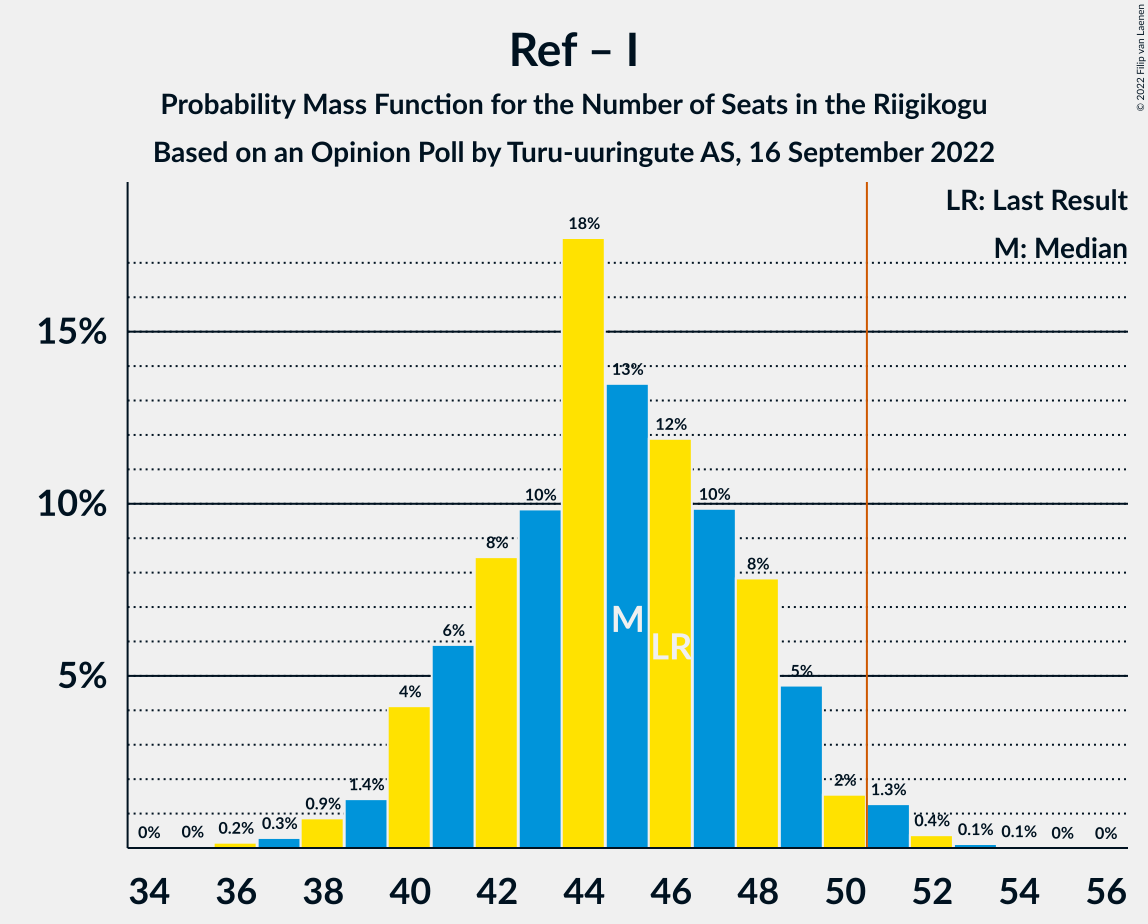 Ref – I
Probability Mass Function for the Number of Seats in the Riigikogu
Based on an Opinion Poll by Turu-uuringute AS, 16 September 2022
© 2022 Filip van Laenen
LR: Last Result
M: Median
15%
10%
5%
0%
0%
0.2%
0.3%
0.9%
1.4%
4%
6%
8%
10%
18%
13%
12%
10%
8%
5%
2%
1.3%
0.4%
0.1%
0.1%
0%
0%
M
LR
34 36 38 40 42 44 46 48 50 52 54 56